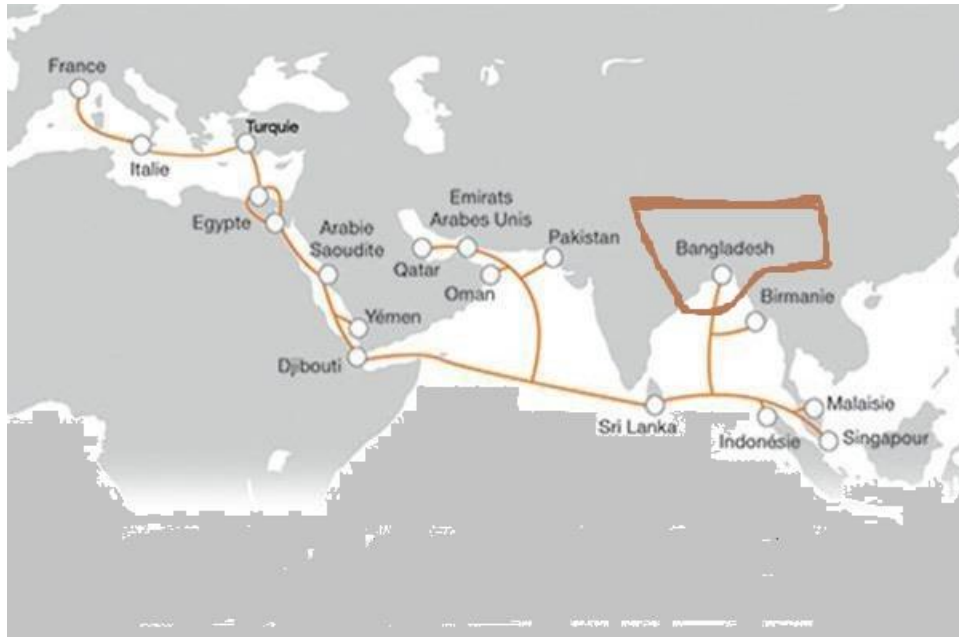 France
Turquie
Italie
Egypte
Arabie
Saoudite
Emirats
Arabes Unis
Qatar
Oman
Pakistan
Bangladesh
Birmanie
Yémen
Djibouti
Sri Lanka
Malaisie
Indonésie
Singapour